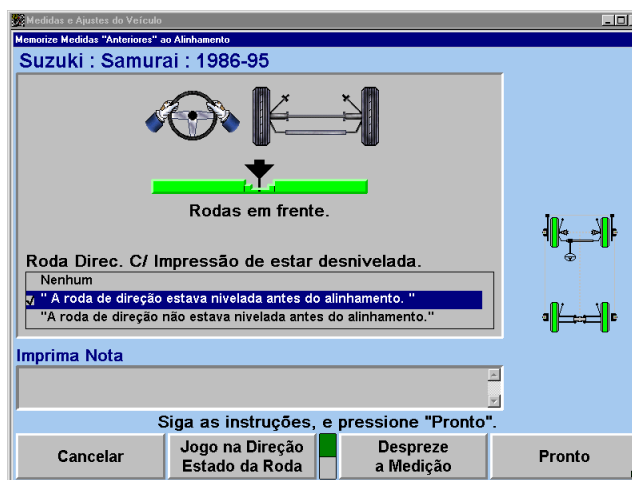 Medidas e Ajustes do Veículo
Memorize Medidas "Anteriores" ao Alinhamento
Suzuki : Samurai : 1986-95
Rodas em frente.
Roda Direc. C/ Impressão de estar desnivelada.
Nenhum
" A roda de direção estava nivelada antes do alinhamento. "
"A roda de direção não estava nivelada antes do alinhamento."
Imprima Nota
Siga as instruções, e pressione "Pronto".
Cancelar
Jogo na Direção
Estado da Roda
Despreze
a Medição
Pronto